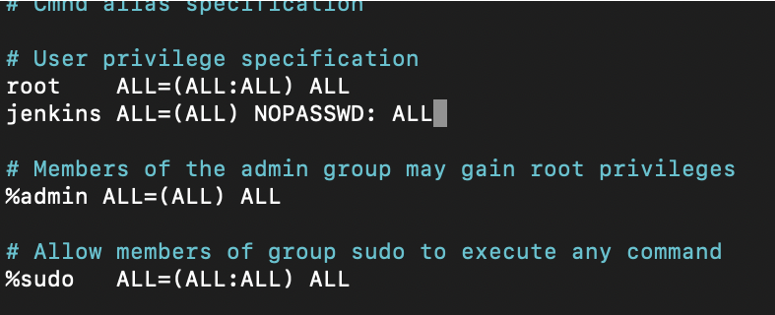 # Cmnd alias specification
# User privilege specification
root    ALL=(ALL:ALL) ALL
jenkins ALL=(ALL) NOPASSWD: ALL
# Members of the admin group may gain root privileges
%admin ALL=(ALL) ALL
# Allow members of group sudo to execute any command
%sudo   ALL=(ALL:ALL) ALL